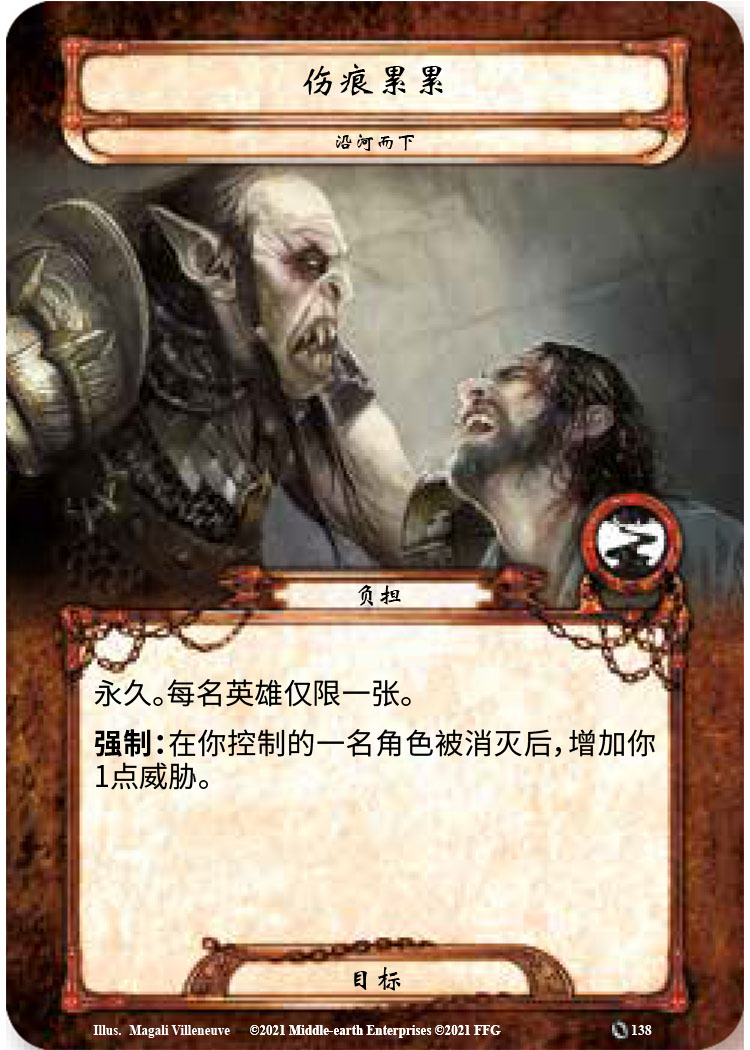 伤痕累累
沿河而下
负担
永久。每名英雄仅限一张。
强制：在你控制的一名角色被消灭后，增加你
1点威胁。
目标
Illus. Magali Villeneuve ©2021 Middle-earth Enterprises ©2021 FFG 138